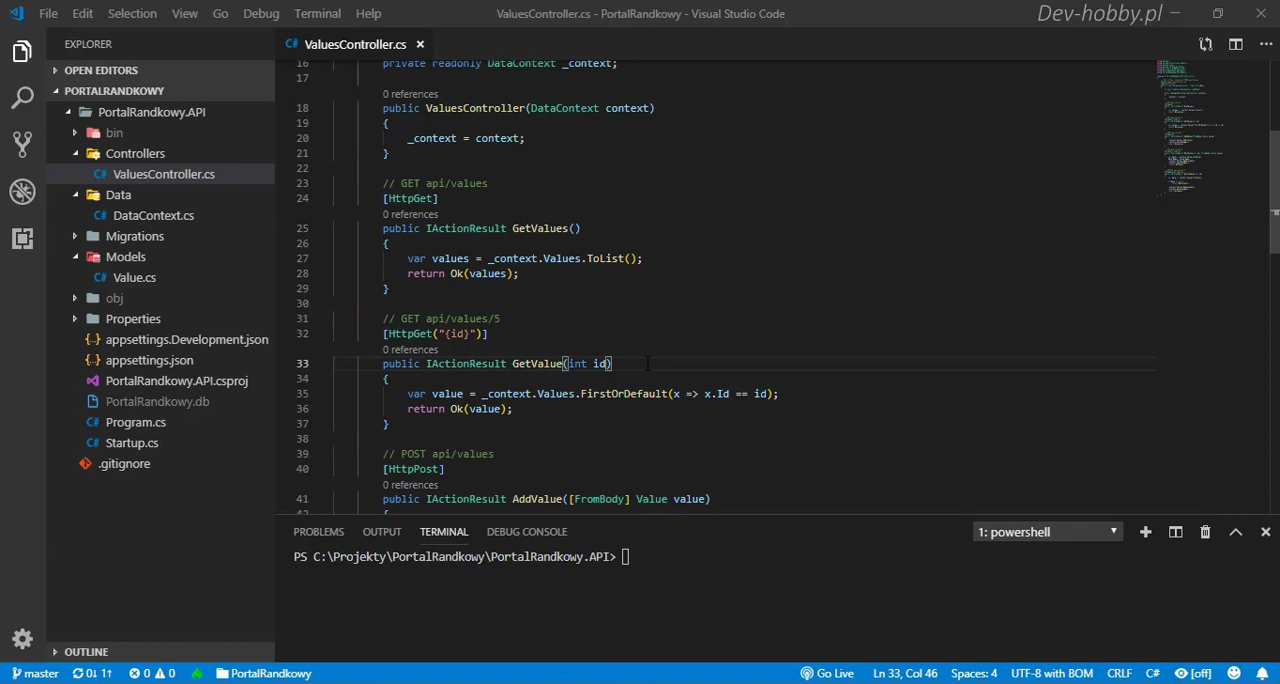 File Edit Selection View Go Debug Terminal Help
ValuesController.cs - PortalRandkowy - Visual Studio Code
Dev-hobby.pl
EXPLORER
OPEN EDITORS
PORTALRANDKOWY
PortalRandkowy.API
bin
Controllers
C# ValuesController.cs
Data
C# DataContext.cs
Migrations
Models
C# Value.cs
obj
Properties
{..} appsettings.Development.json
{..} appsettings.json
PortalRandkowy.API.csproj
PortalRandkowy.db
C# Program.cs
C# Startup.cs
.gitignore
OUTLINE
C# ValuesController.cs
16 private readonly DataContext _context;
17
0 references
18 public ValuesController(DataContext context)
19 {
20 _context = context;
21 }
22
23 // GET api/values
24 [HttpGet]
0 references
25 public IActionResult GetValues()
26 {
27 var values = _context.Values.ToList();
28 return Ok(values);
29 }
30
31 // GET api/values/5
32 [HttpGet("{id}")]
0 references
33 public IActionResult GetValue(int id)
34 {
35 var value = _context.Values.FirstOrDefault(x => x.Id == id);
36 return Ok(value);
37 }
38
39 // POST api/values
40 [HttpPost]
0 references
41 public IActionResult AddValue([FromBody] Value value)
42 {
PROBLEMS OUTPUT TERMINAL DEBUG CONSOLE
1: powershell
PS C:\Projekty\PortalRandkowy\PortalRandkowy.API>
master 0↓ 1↑ 0 0 PortalRandkowy
Go Live Ln 33, Col 46 Spaces: 4 UTF-8 with BOM CRLF C# [off]